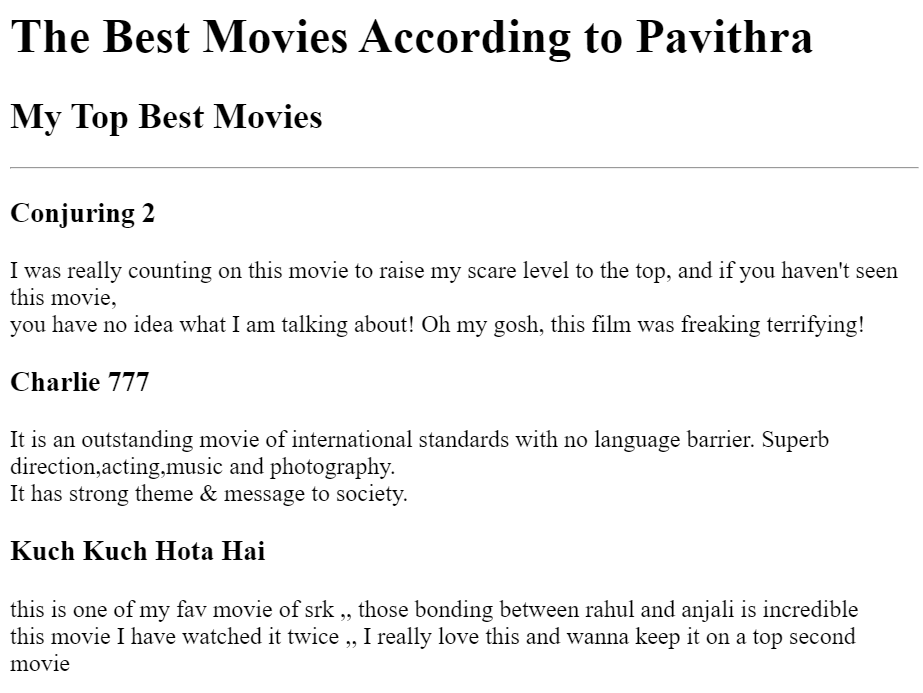 The Best Movies According to Pavithra
My Top Best Movies
Conjuring 2
I was really counting on this movie to raise my scare level to the top, and if you haven't seen
this movie,
you have no idea what I am talking about! Oh my gosh, this film was freaking terrifying!
Charlie 777
It is an outstanding movie of international standards with no language barrier. Superb
direction,acting,music and photography.
It has strong theme & message to society.
Kuch Kuch Hota Hai
this is one of my fav movie of srk ,, those bonding between rahul and anjali is incredible
this movie I have watched it twice ,, I really love this and wanna keep it on a top second
movie